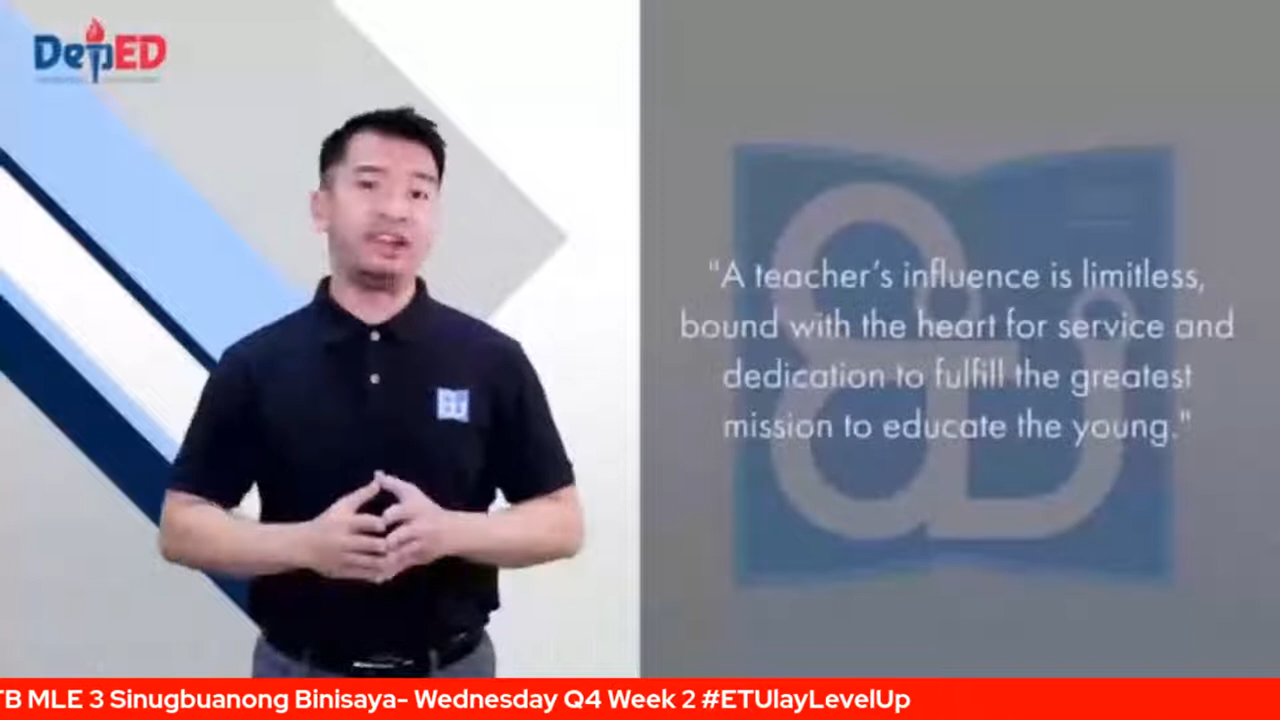 DepED
"A teacher's influence is limitless,
bound with the heart for service and
dedication to fulfill the greatest
mission to educate the young."
TB MLE 3 Sinugbuanong Binisaya- Wednesday Q4 Week 2 #ETUlayLevelUp